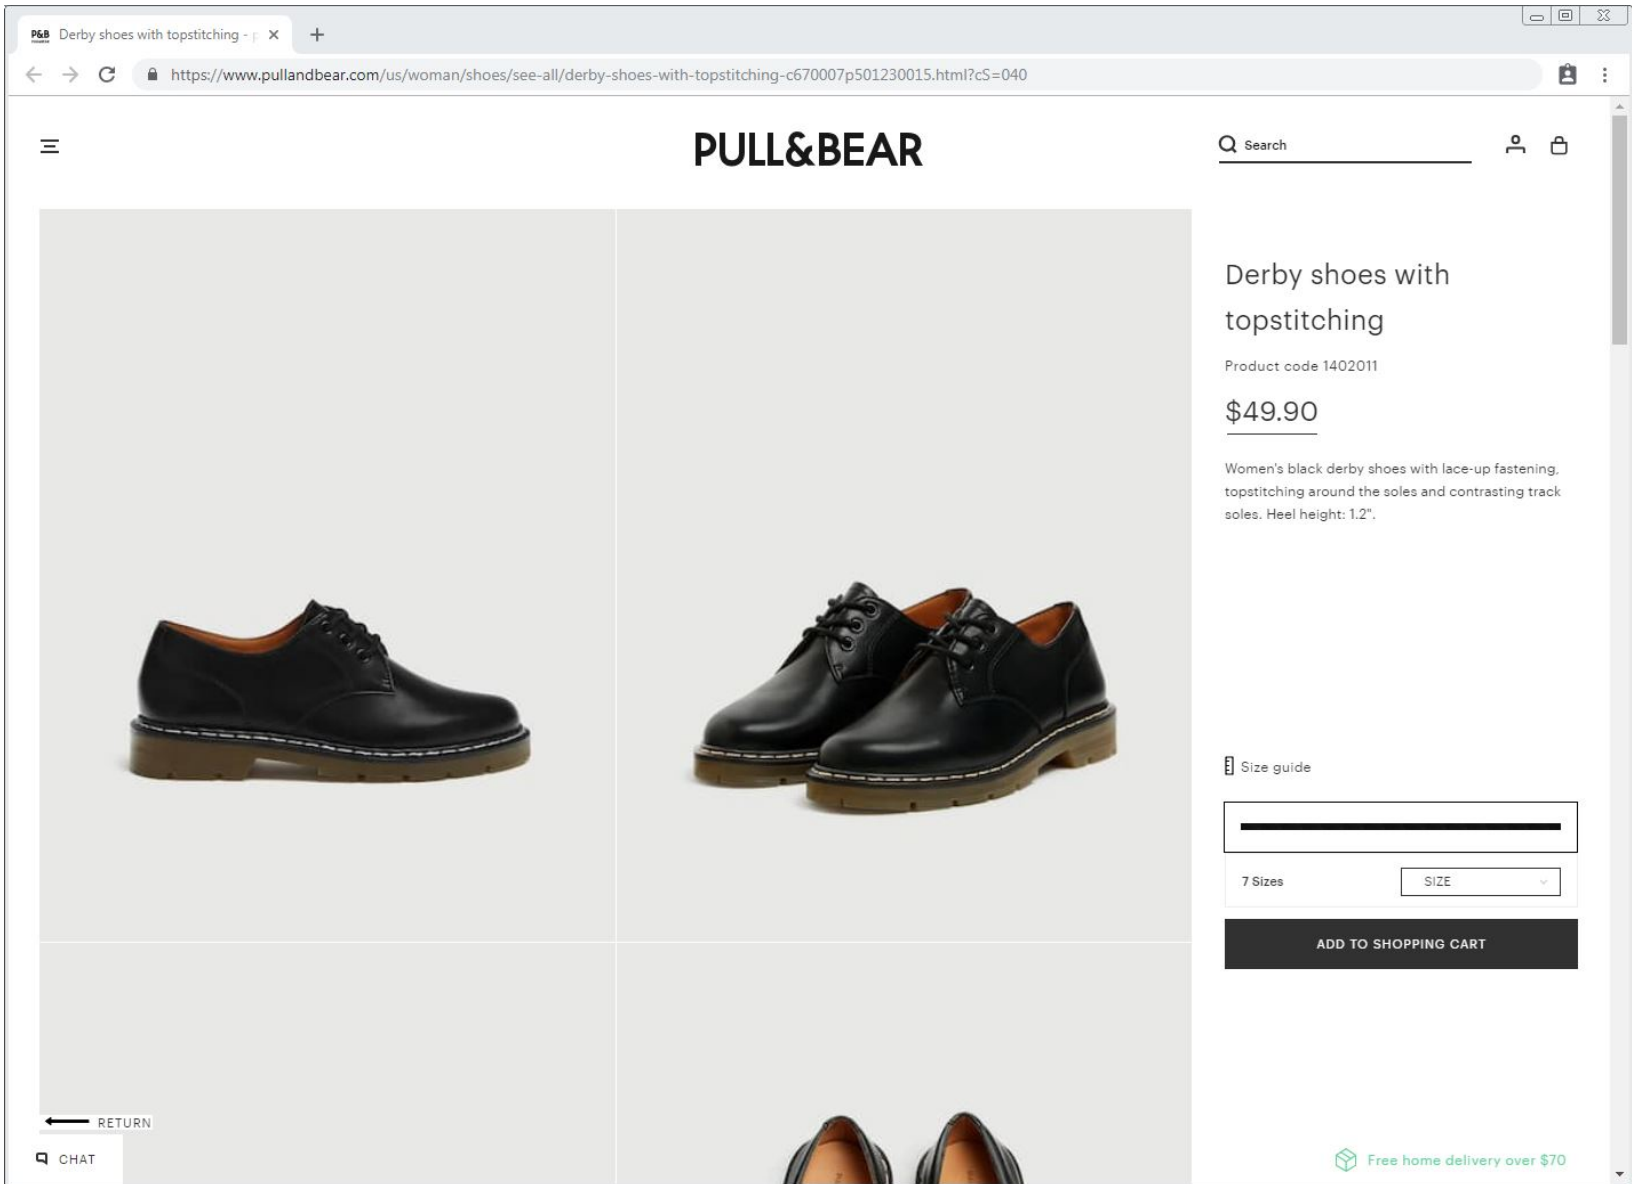 P&B
Derby shoes with topstitching - p
https://www.pullandbear.com/us/woman/shoes/see-all/derby-shoes-with-topstitching-c670007p501230015.html?cS=040
PULL&BEAR
Search
Derby shoes with
topstitching
Product code 1402011
$49.90
Women's black derby shoes with lace-up fastening,
topstitching around the soles and contrasting track
soles. Heel height: 1.2".
Size guide
7 Sizes
SIZE
ADD TO SHOPPING CART
RETURN
CHAT
Free home delivery over $70